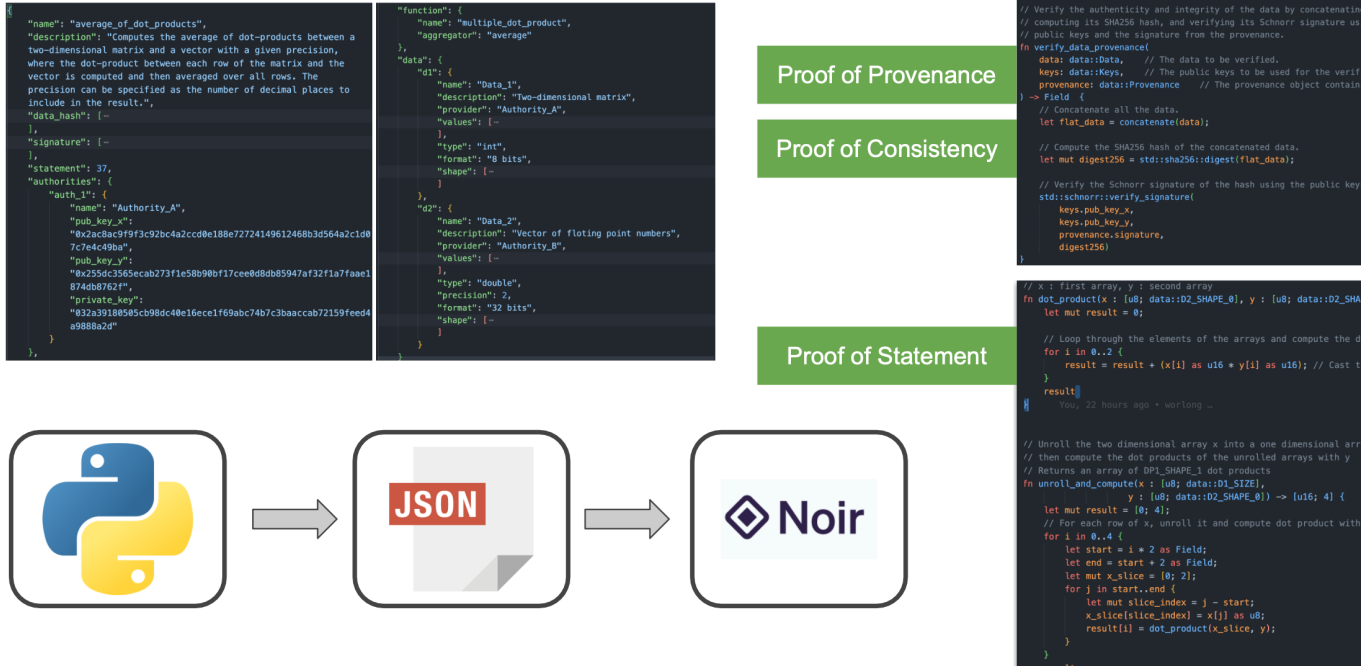 {
"name": "average_of_dot_products",
"description": "Computes the average of dot-products between a
two-dimensional matrix and a vector with a given precision,
where the dot-product between each row of the matrix and the
vector is computed and then averaged over all rows. The
precision can be specified as the number of decimal places to
include in the result.",
"data_hash": [⋯
],
"signature": [⋯
],
"statement": 37,
"authorities": {
"auth_1": {
"name": "Authority_A",
"pub_key_x":
"0x2ac8ac9f9f3c92bc4a2ccd0e188e72724149612468b3d564a2c1d0
7c7e4c49ba",
"pub_key_y":
"0x255dc3565ecab273f1e58b90bf17cee0d8db85947af32f1a7faae1
874db8762f",
"private_key":
"032a39180505cb98dc40e16ece1f69abc74b7c3baaccab72159feed4
a9888a2d"
}
},
"function": {
"name": "multiple_dot_product",
"aggregator": "average"
},
"data": {
"d1": {
"name": "Data_1",
"description": "Two-dimensional matrix",
"provider": "Authority_A",
"values": [⋯
],
"type": "int",
"format": "8 bits",
"shape": [⋯
]
},
"d2": {
"name": "Data_2",
"description": "Vector of floting point numbers",
"provider": "Authority_B",
"values": [⋯
],
"type": "double",
"precision": 2,
"format": "32 bits",
"shape": [⋯
]
}
}
Proof of Provenance
Proof of Consistency
Proof of Statement
// Verify the authenticity and integrity of the data by concatenating
// computing its SHA256 hash, and verifying its Schnorr signature us
// public keys and the signature from the provenance.
fn verify_data_provenance(
data: data::Data, // The data to be verified.
keys: data::Keys, // The public keys to be used for the verif
provenance: data::Provenance // The provenance object contain
) -> Field {
// Concatenate all the data.
let flat_data = concatenate(data);
// Compute the SHA256 hash of the concatenated data.
let mut digest256 = std::sha256::digest(flat_data);
// Verify the Schnorr signature of the hash using the public key
std::schnorr::verify_signature(
keys.pub_key_x,
keys.pub_key_y,
provenance.signature,
digest256)
}
// x : first array, y : second array
fn dot_product(x : [u8; data::D2_SHAPE_0], y : [u8; data::D2_SHA
let mut result = 0;
// Loop through the elements of the arrays and compute the d
for i in 0..2 {
result = result + (x[i] as u16 * y[i] as u16); // Cast t
}
result
} You, 22 hours ago • worlong …
// Unroll the two dimensional array x into a one dimensional arr
// then compute the dot products of the unrolled arrays with y
// Returns an array of DP1_SHAPE_1 dot products
fn unroll_and_compute(x : [u8; data::D1_SIZE],
y : [u8; data::D2_SHAPE_0]) -> [u16; 4] {
let mut result = [0; 4];
// For each row of x, unroll it and compute dot product with
for i in 0..4 {
let start = i * 2 as Field;
let end = start + 2 as Field;
let mut x_slice = [0; 2];
for j in start..end {
let mut slice_index = j - start;
x_slice[slice_index] = x[j] as u8;
result[i] = dot_product(x_slice, y);
}
}
JSON
Noir